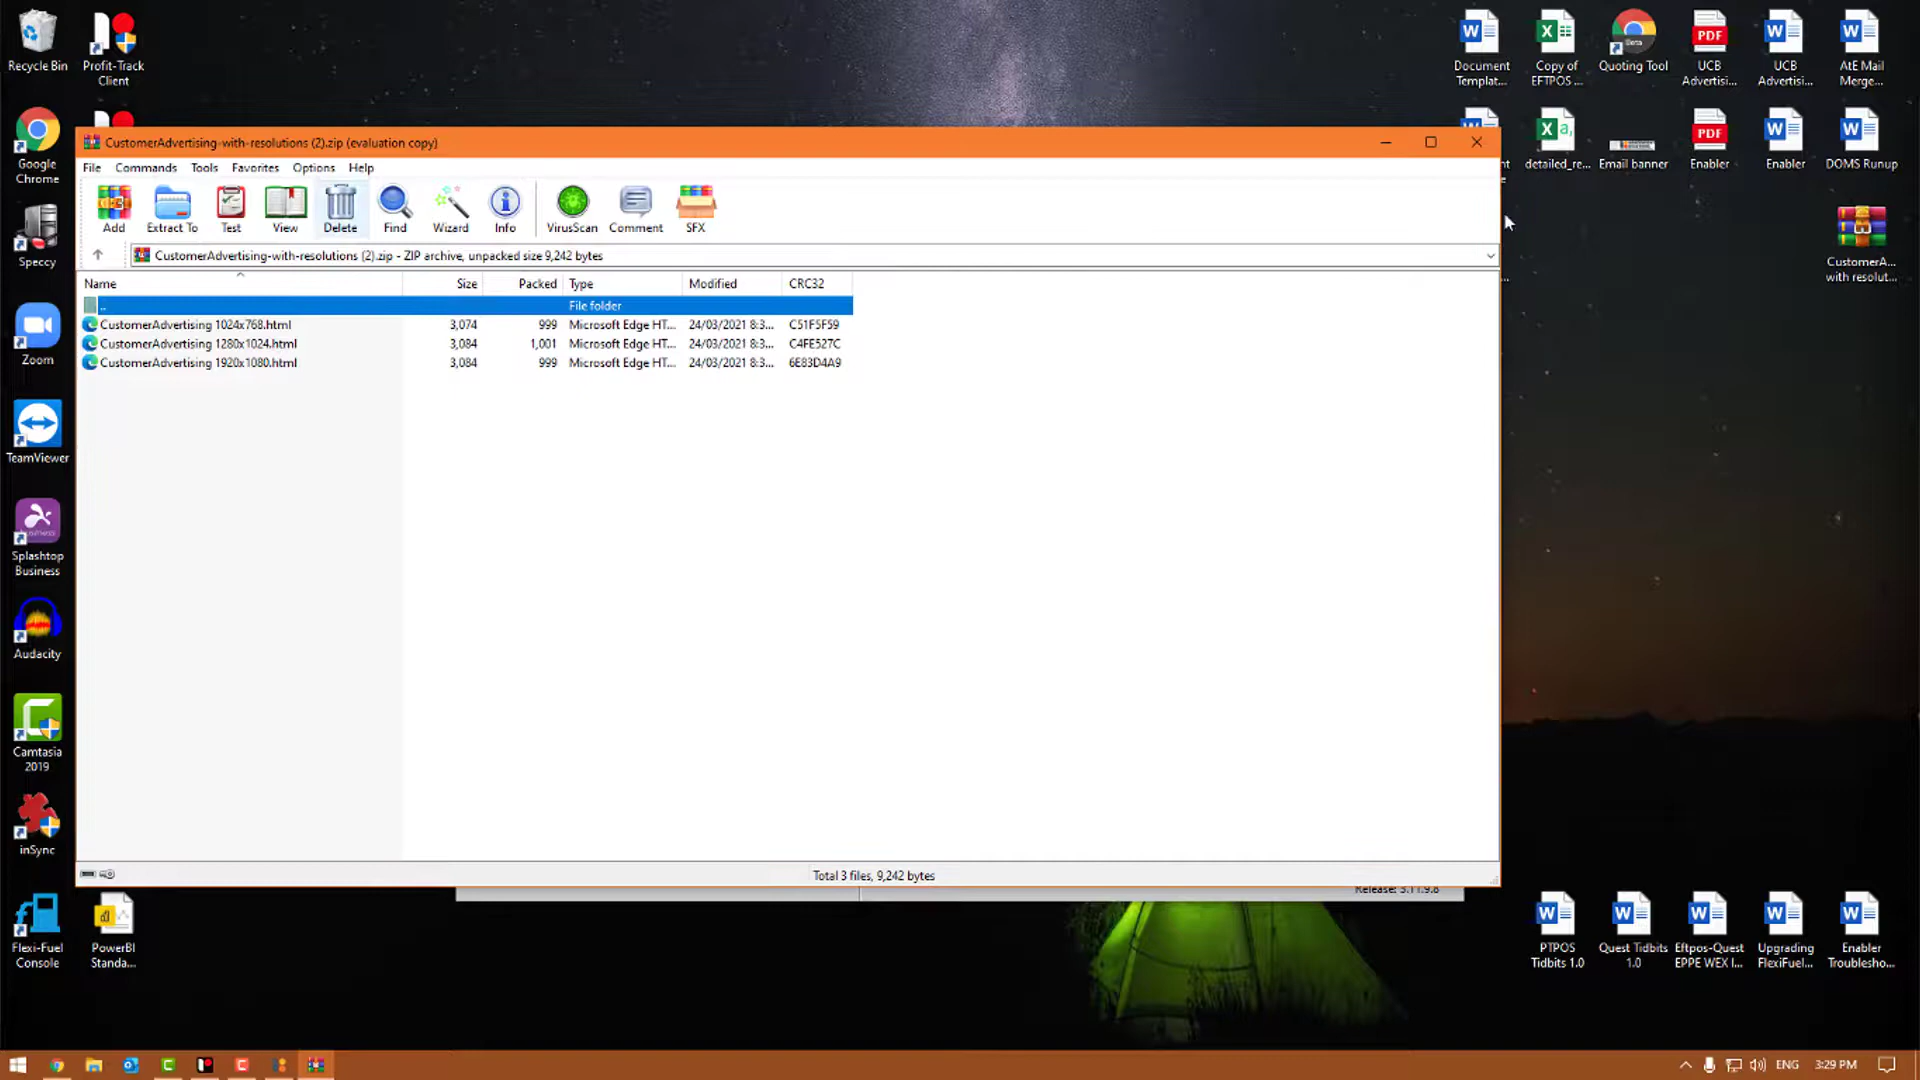 Recycle Bin
Profit-Track Client
Google Chrome
Speccy
Zoom
TeamViewer
Splashtop Business
Audacity
Camtasia 2019
inSync
Flexi-Fuel Console
PowerBI Standa...
CustomerAdvertising-with-resolutions (2).zip (evaluation copy)
File Commands Tools Favorites Options Help
Add Extract To Test View Delete Find Wizard Info VirusScan Comment SFX
CustomerAdvertising-with-resolutions (2).zip - ZIP archive, unpacked size 9,242 bytes
Name Size Packed Type Modified CRC32
.. File folder
CustomerAdvertising 1024x768.html 3,074 999 Microsoft Edge HT... 24/03/2021 8:3... C51F5F59
CustomerAdvertising 1280x1024.html 3,084 1,001 Microsoft Edge HT... 24/03/2021 8:3... C4FE527C
CustomerAdvertising 1920x1080.html 3,084 999 Microsoft Edge HT... 24/03/2021 8:3... 6E83D4A9
Total 3 files, 9,242 bytes
Release: 3.11.9.8
Document Templat...
Copy of EFTPOS ...
Beta
Quoting Tool
PDF
UCB Advertisi...
UCB Advertisi...
AtE Mail Merge...
detailed_re...
Email banner
PDF
Enabler
Enabler
DOMS Runup
CustomerA... with resolut...
PTPOS Tidbits 1.0
Quest Tidbits 1.0
Eftpos-Quest EPPE WEX I...
Upgrading FlexiFuel...
Enabler Troublesho...
ENG 3:29 PM